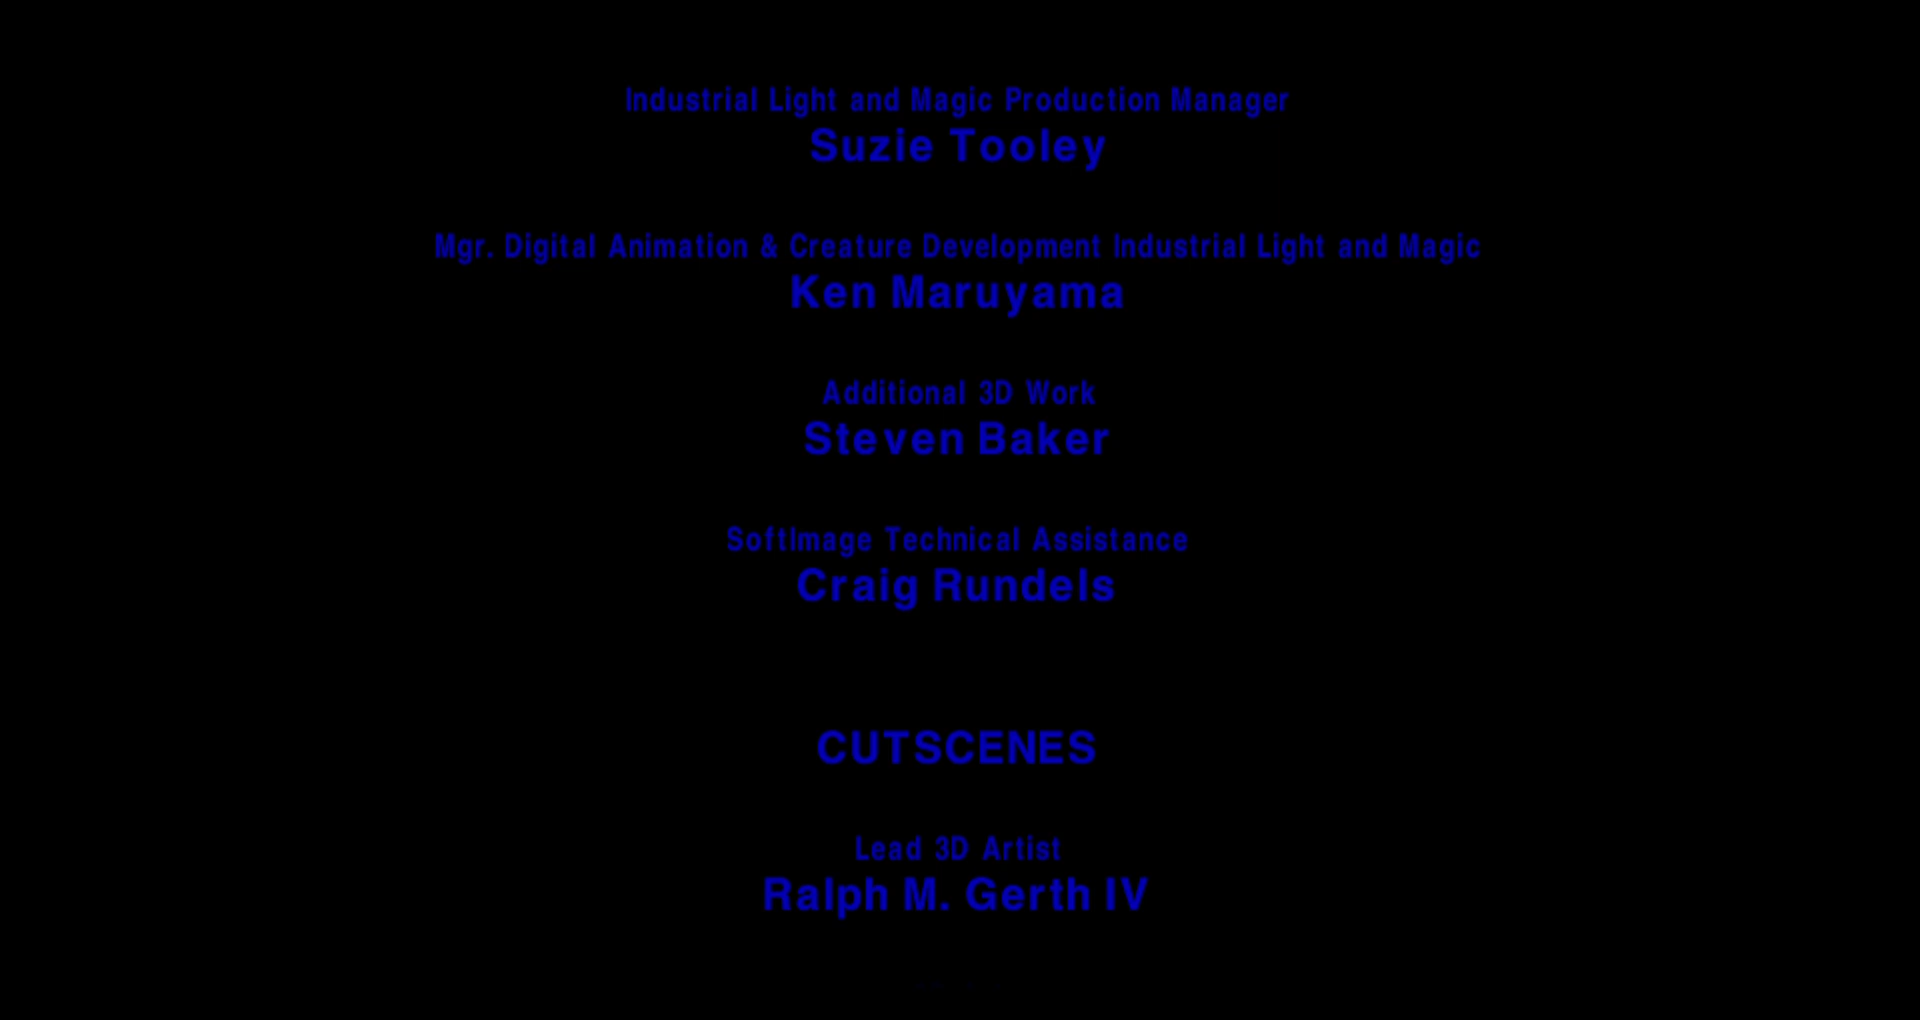 Industrial Light and Magic Production Manager
Suzie Tooley
Mgr. Digital Animation & Creature Development Industrial Light and Magic
Ken Maruyama
Additional 3D Work
Steven Baker
SoftImage Technical Assistance
Craig Rundels
CUTSCENES
Lead 3D Artist
Ralph M. Gerth IV